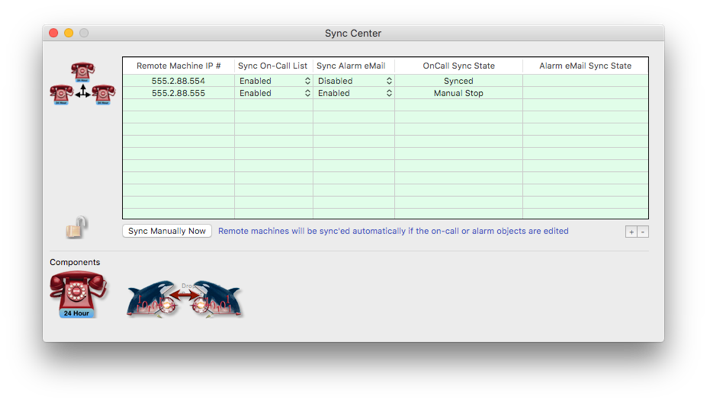 Sync Center
Remote Machine IP # Sync On-Call List Sync Alarm eMail OnCall Sync State Alarm eMail Sync State
555.2.88.554 Enabled Disabled Synced
555.2.88.555 Enabled Enabled Manual Stop
Sync Manually Now Remote machines will be sync'ed automatically if the on-call or alarm objects are edited + -
Components
24 Hour